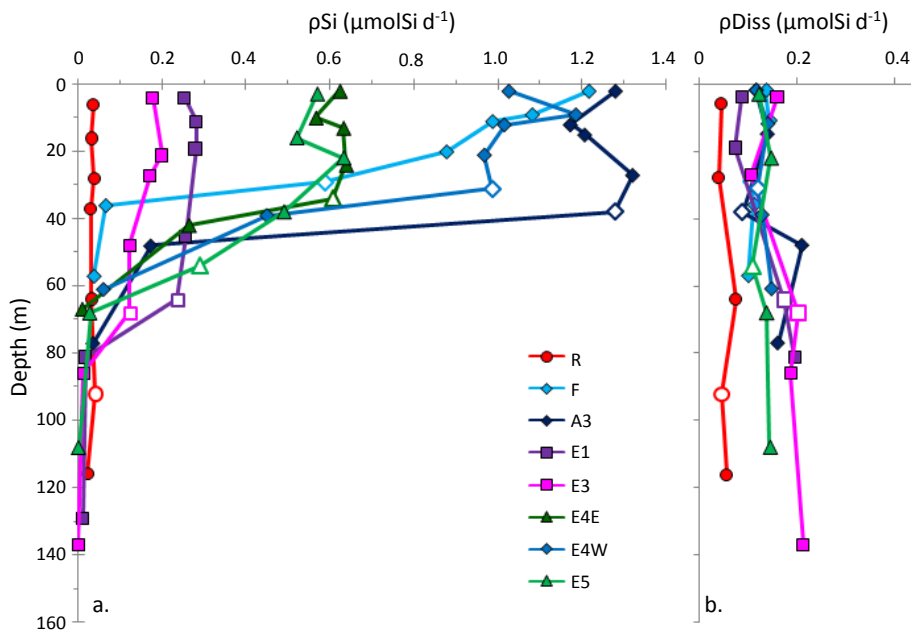 ρSi (µmolSi d⁻¹) ρDiss (µmolSi d⁻¹)
0 0.2 0.4 0.6 0.8 1.0 1.2 1.4 0 0.2 0.4
0
20
40
60
80
100
120
140
160
Depth (m)
R
F
A3
E1
E3
E4E
E4W
E5
a. b.